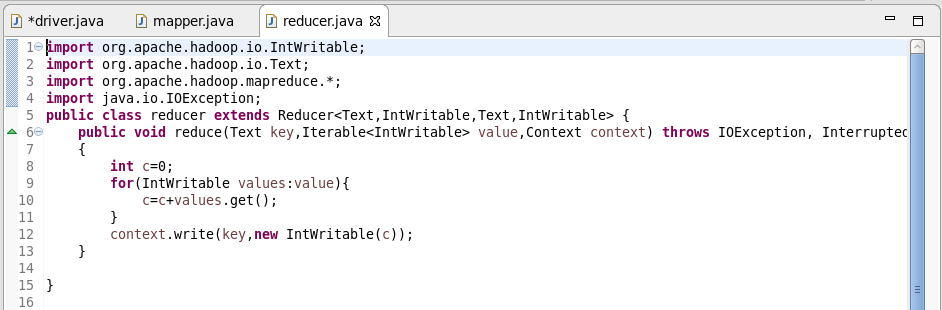 *driver.java mapper.java reducer.java
1 import org.apache.hadoop.io.IntWritable;
2 import org.apache.hadoop.io.Text;
3 import org.apache.hadoop.mapreduce.*;
4 import java.io.IOException;
5 public class reducer extends Reducer<Text,IntWritable,Text,IntWritable> {
6 public void reduce(Text key,Iterable<IntWritable> value,Context context) throws IOException, Interrupted
7 {
8 int c=0;
9 for(IntWritable values:value){
10 c=c+values.get();
11 }
12 context.write(key,new IntWritable(c));
13 }
14
15 }
16